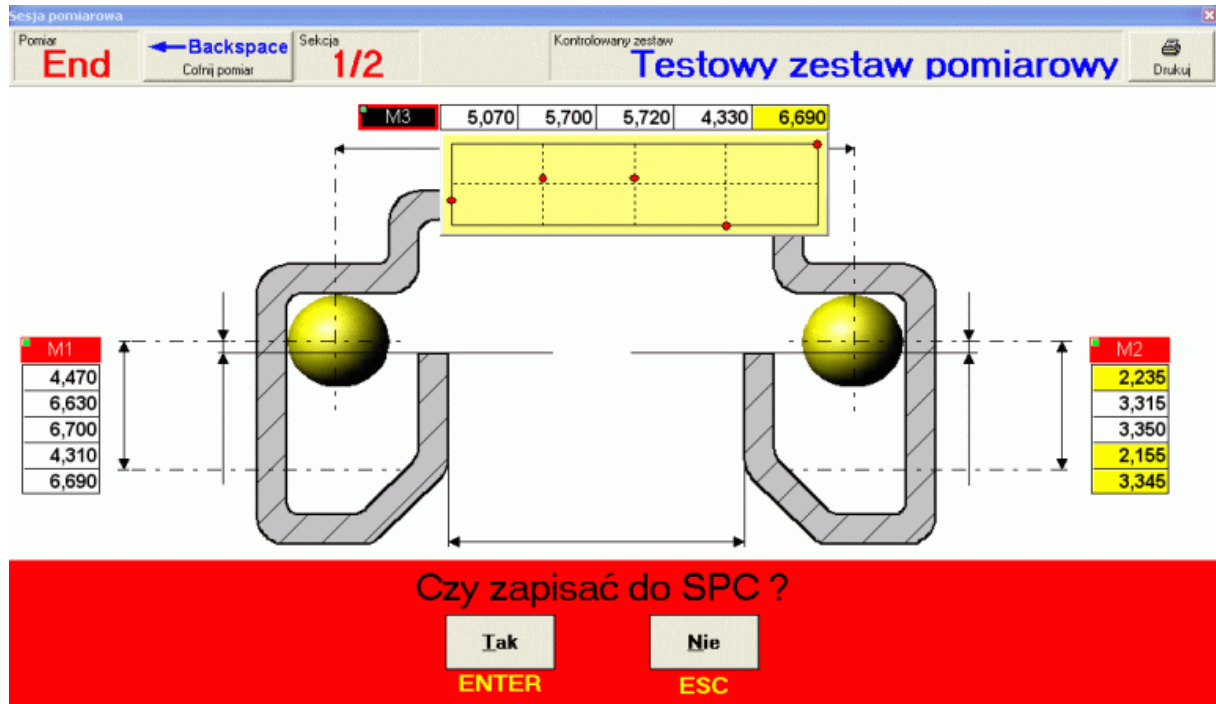 Sesja pomiarowa
Pomiar
End
Backspace
Cofnij pomiar
Sekcja
1/2
Kontrolowany zestaw
Testowy zestaw pomiarowy
Drukuj
M3 5,070 5,700 5,720 4,330 6,690
M1
4,470
6,630
6,700
4,310
6,690
M2
2,235
3,315
3,350
2,155
3,345
Czy zapisać do SPC ?
Tak
Nie
ENTER
ESC